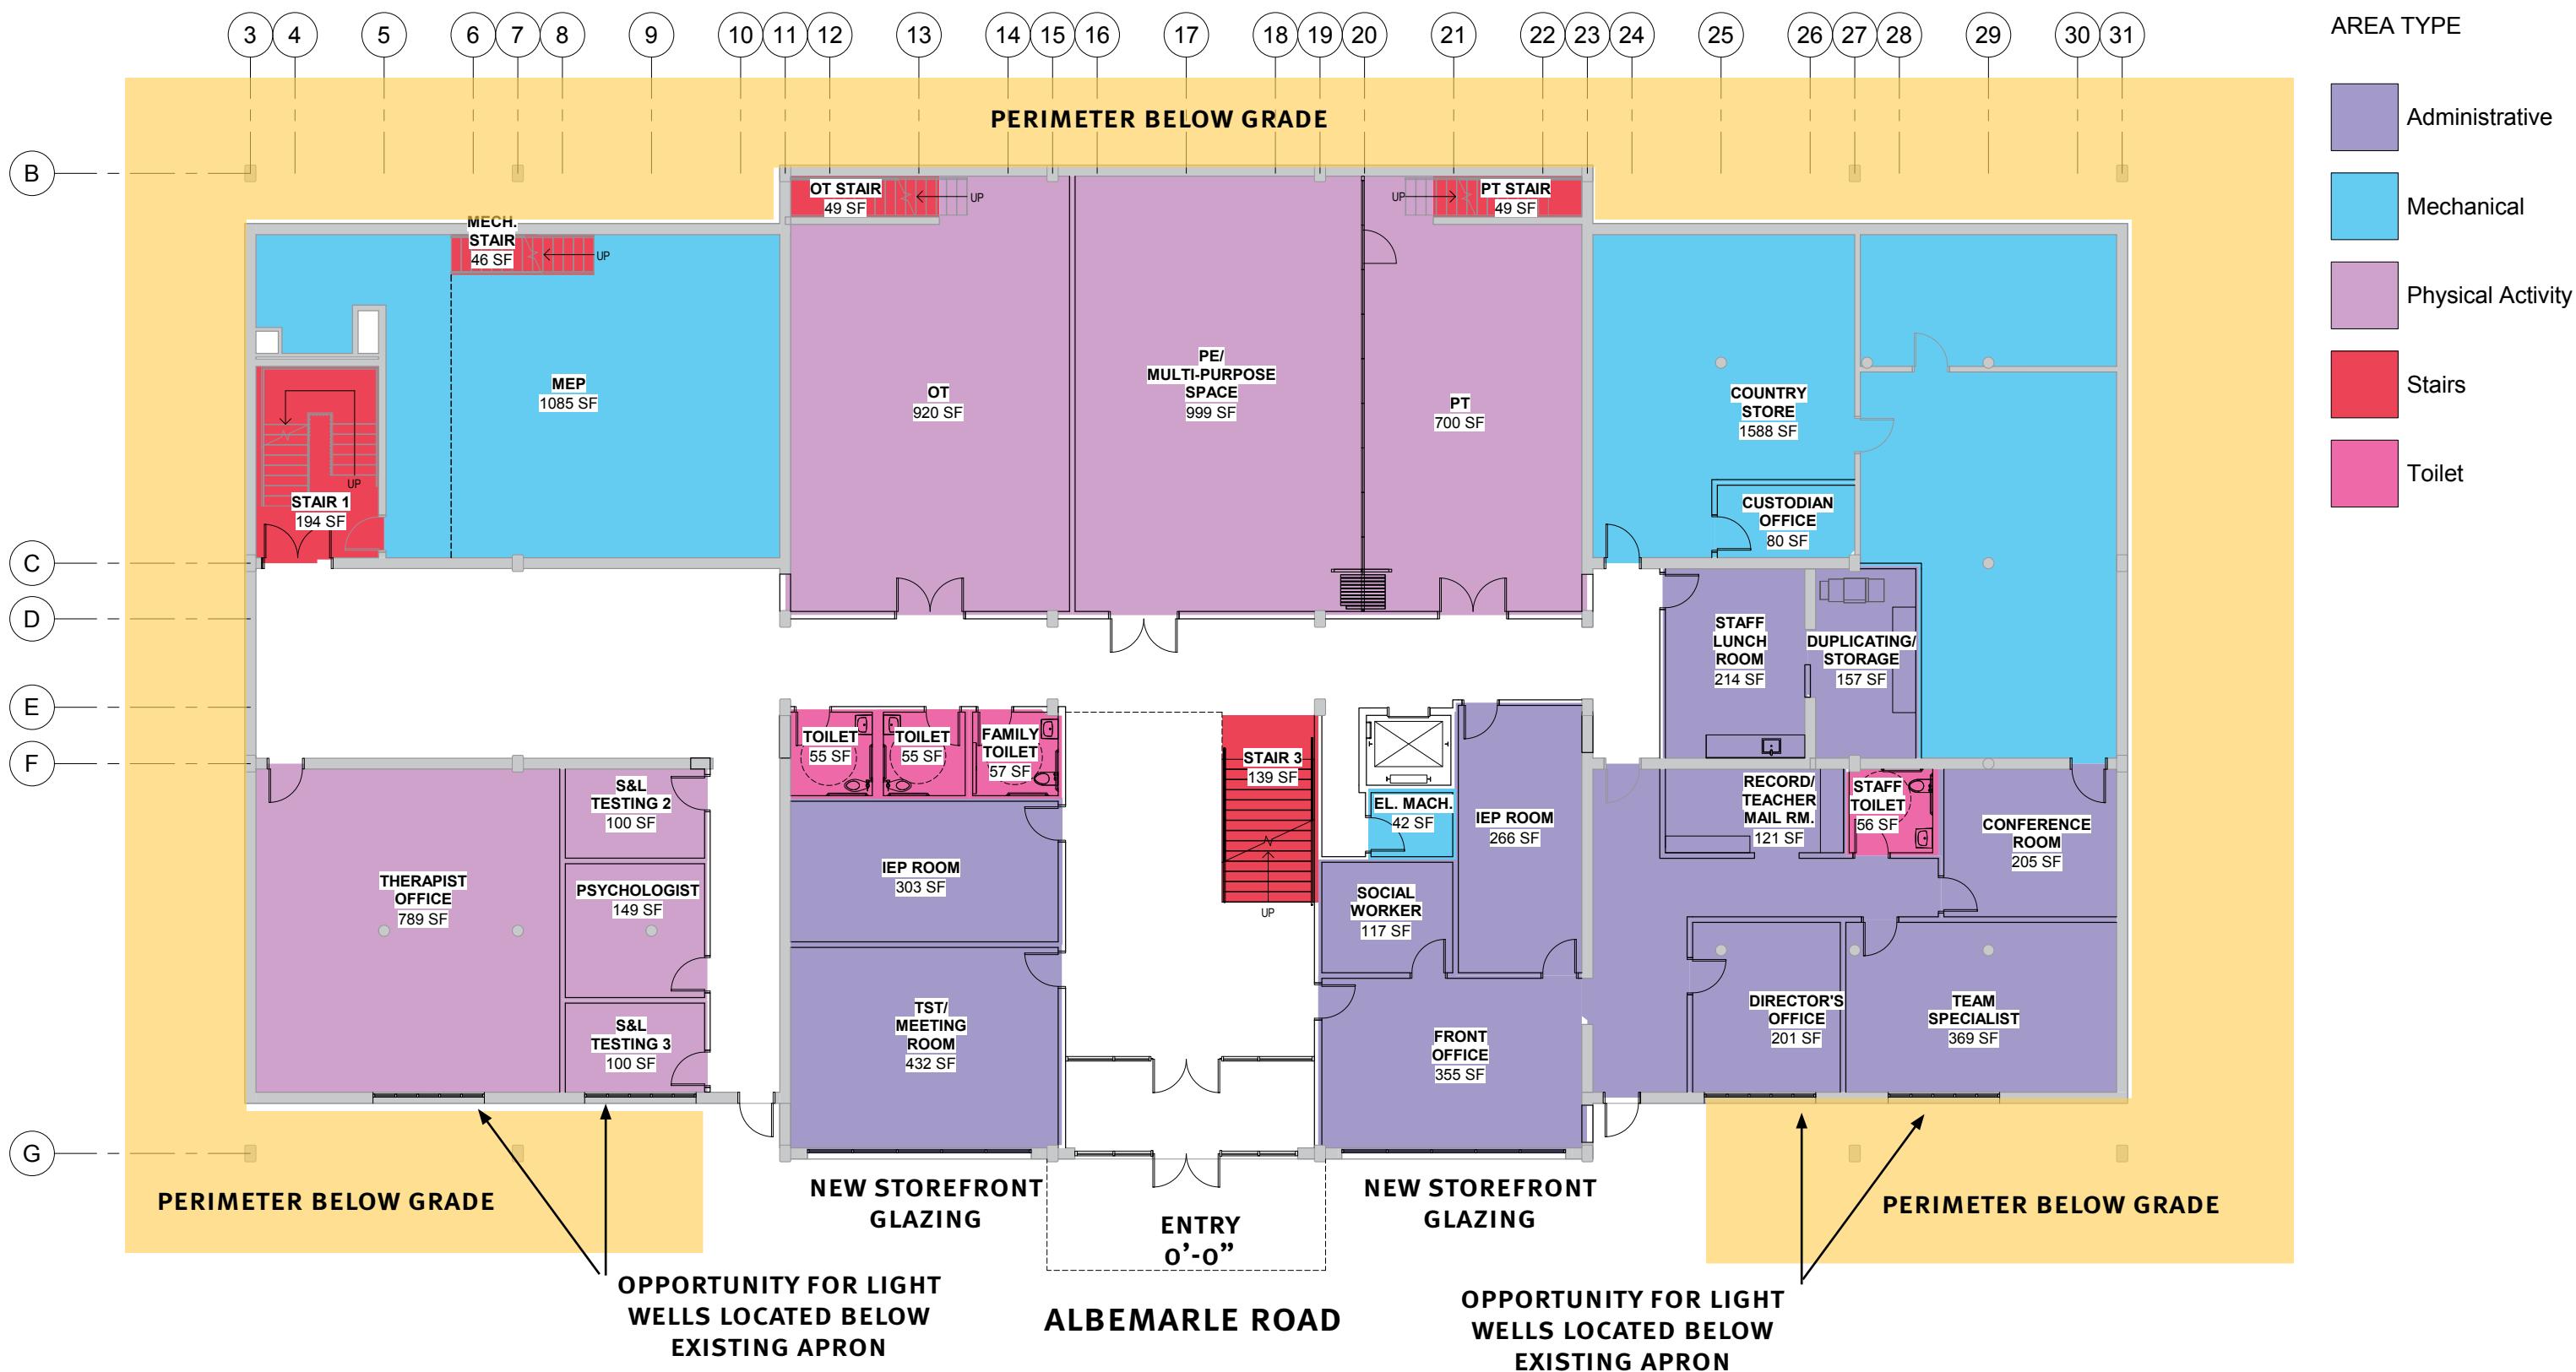 3 4 5 6 7 8 9 10 11 12 13 14 15 16 17 18 19 20 21 22 23 24 25 26 27 28 29 30 31
AREA TYPE
Administrative
Mechanical
Physical Activity
Stairs
Toilet
PERIMETER BELOW GRADE
B
C
D
E
F
G
MECH.
STAIR
46 SF
UP
OT STAIR
49 SF
UP
PT STAIR
49 SF
UP
MEP
1085 SF
STAIR 1
194 SF
UP
OT
920 SF
PE/
MULTI-PURPOSE
SPACE
999 SF
PT
700 SF
COUNTRY
STORE
1588 SF
CUSTODIAN
OFFICE
80 SF
STAFF
LUNCH
ROOM
214 SF
DUPLICATING/
STORAGE
157 SF
TOILET
55 SF
TOILET
55 SF
FAMILY
TOILET
57 SF
STAIR 3
139 SF
UP
EL. MACH.
42 SF
IEP ROOM
266 SF
RECORD/
TEACHER
MAIL RM.
121 SF
STAFF
TOILET
56 SF
CONFERENCE
ROOM
205 SF
S&L
TESTING 2
100 SF
THERAPIST
OFFICE
789 SF
PSYCHOLOGIST
149 SF
S&L
TESTING 3
100 SF
IEP ROOM
303 SF
TST/
MEETING
ROOM
432 SF
SOCIAL
WORKER
117 SF
FRONT
OFFICE
355 SF
DIRECTOR'S
OFFICE
201 SF
TEAM
SPECIALIST
369 SF
PERIMETER BELOW GRADE
NEW STOREFRONT
GLAZING
ENTRY
0'-0"
NEW STOREFRONT
GLAZING
PERIMETER BELOW GRADE
OPPORTUNITY FOR LIGHT
WELLS LOCATED BELOW
EXISTING APRON
ALBEMARLE ROAD
OPPORTUNITY FOR LIGHT
WELLS LOCATED BELOW
EXISTING APRON